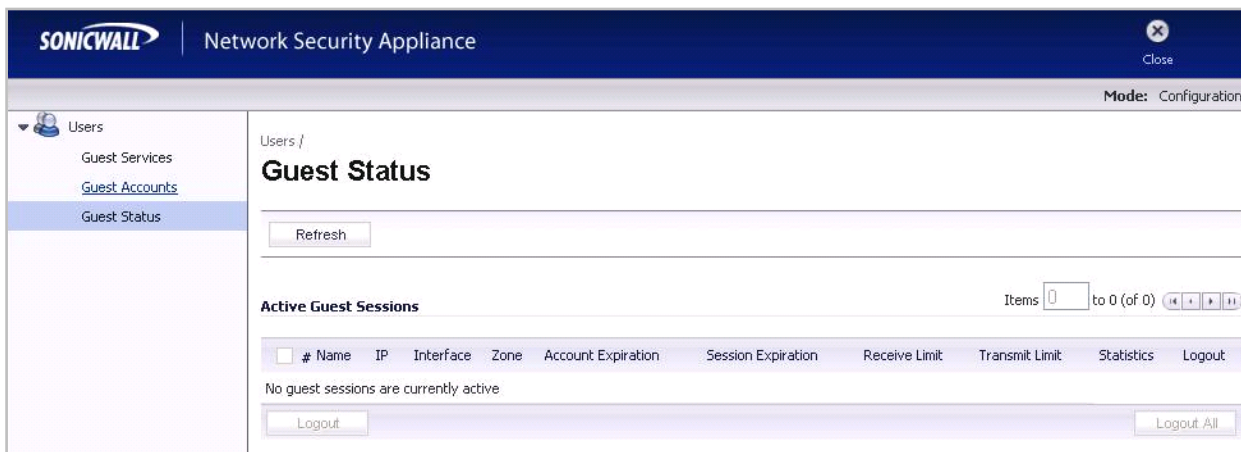 SONICWALL
Network Security Appliance
Close
Mode: Configuration
Users
Guest Services
Guest Accounts
Guest Status
Users /
Guest Status
Refresh
Active Guest Sessions
Items 0 to 0 (of 0)
# Name IP Interface Zone Account Expiration Session Expiration Receive Limit Transmit Limit Statistics Logout
No guest sessions are currently active
Logout
Logout All